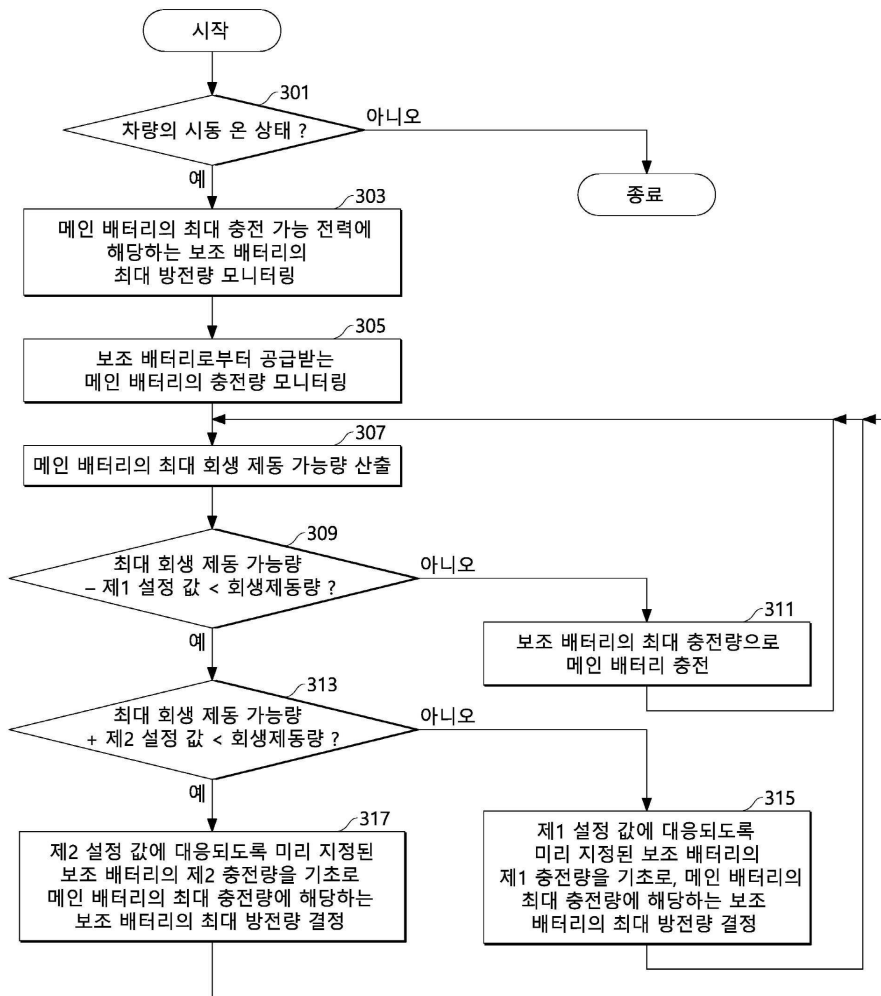 시작
301
차량의 시동 온 상태 ?
아니오
예
종료
303
메인 배터리의 최대 충전 가능 전력에
해당하는 보조 배터리의
최대 방전량 모니터링
305
보조 배터리로부터 공급받는
메인 배터리의 충전량 모니터링
307
메인 배터리의 최대 회생 제동 가능량 산출
309
최대 회생 제동 가능량
– 제1 설정 값 < 회생제동량 ?
아니오
예
311
보조 배터리의 최대 충전량으로
메인 배터리 충전
313
최대 회생 제동 가능량
+ 제2 설정 값 < 회생제동량 ?
아니오
예
315
제1 설정 값에 대응되도록
미리 지정된 보조 배터리의
제1 충전량을 기초로, 메인 배터리의
최대 충전량에 해당하는 보조
배터리의 최대 방전량 결정
317
제2 설정 값에 대응되도록 미리 지정된
보조 배터리의 제2 충전량을 기초로
메인 배터리의 최대 충전량에 해당하는
보조 배터리의 최대 방전량 결정